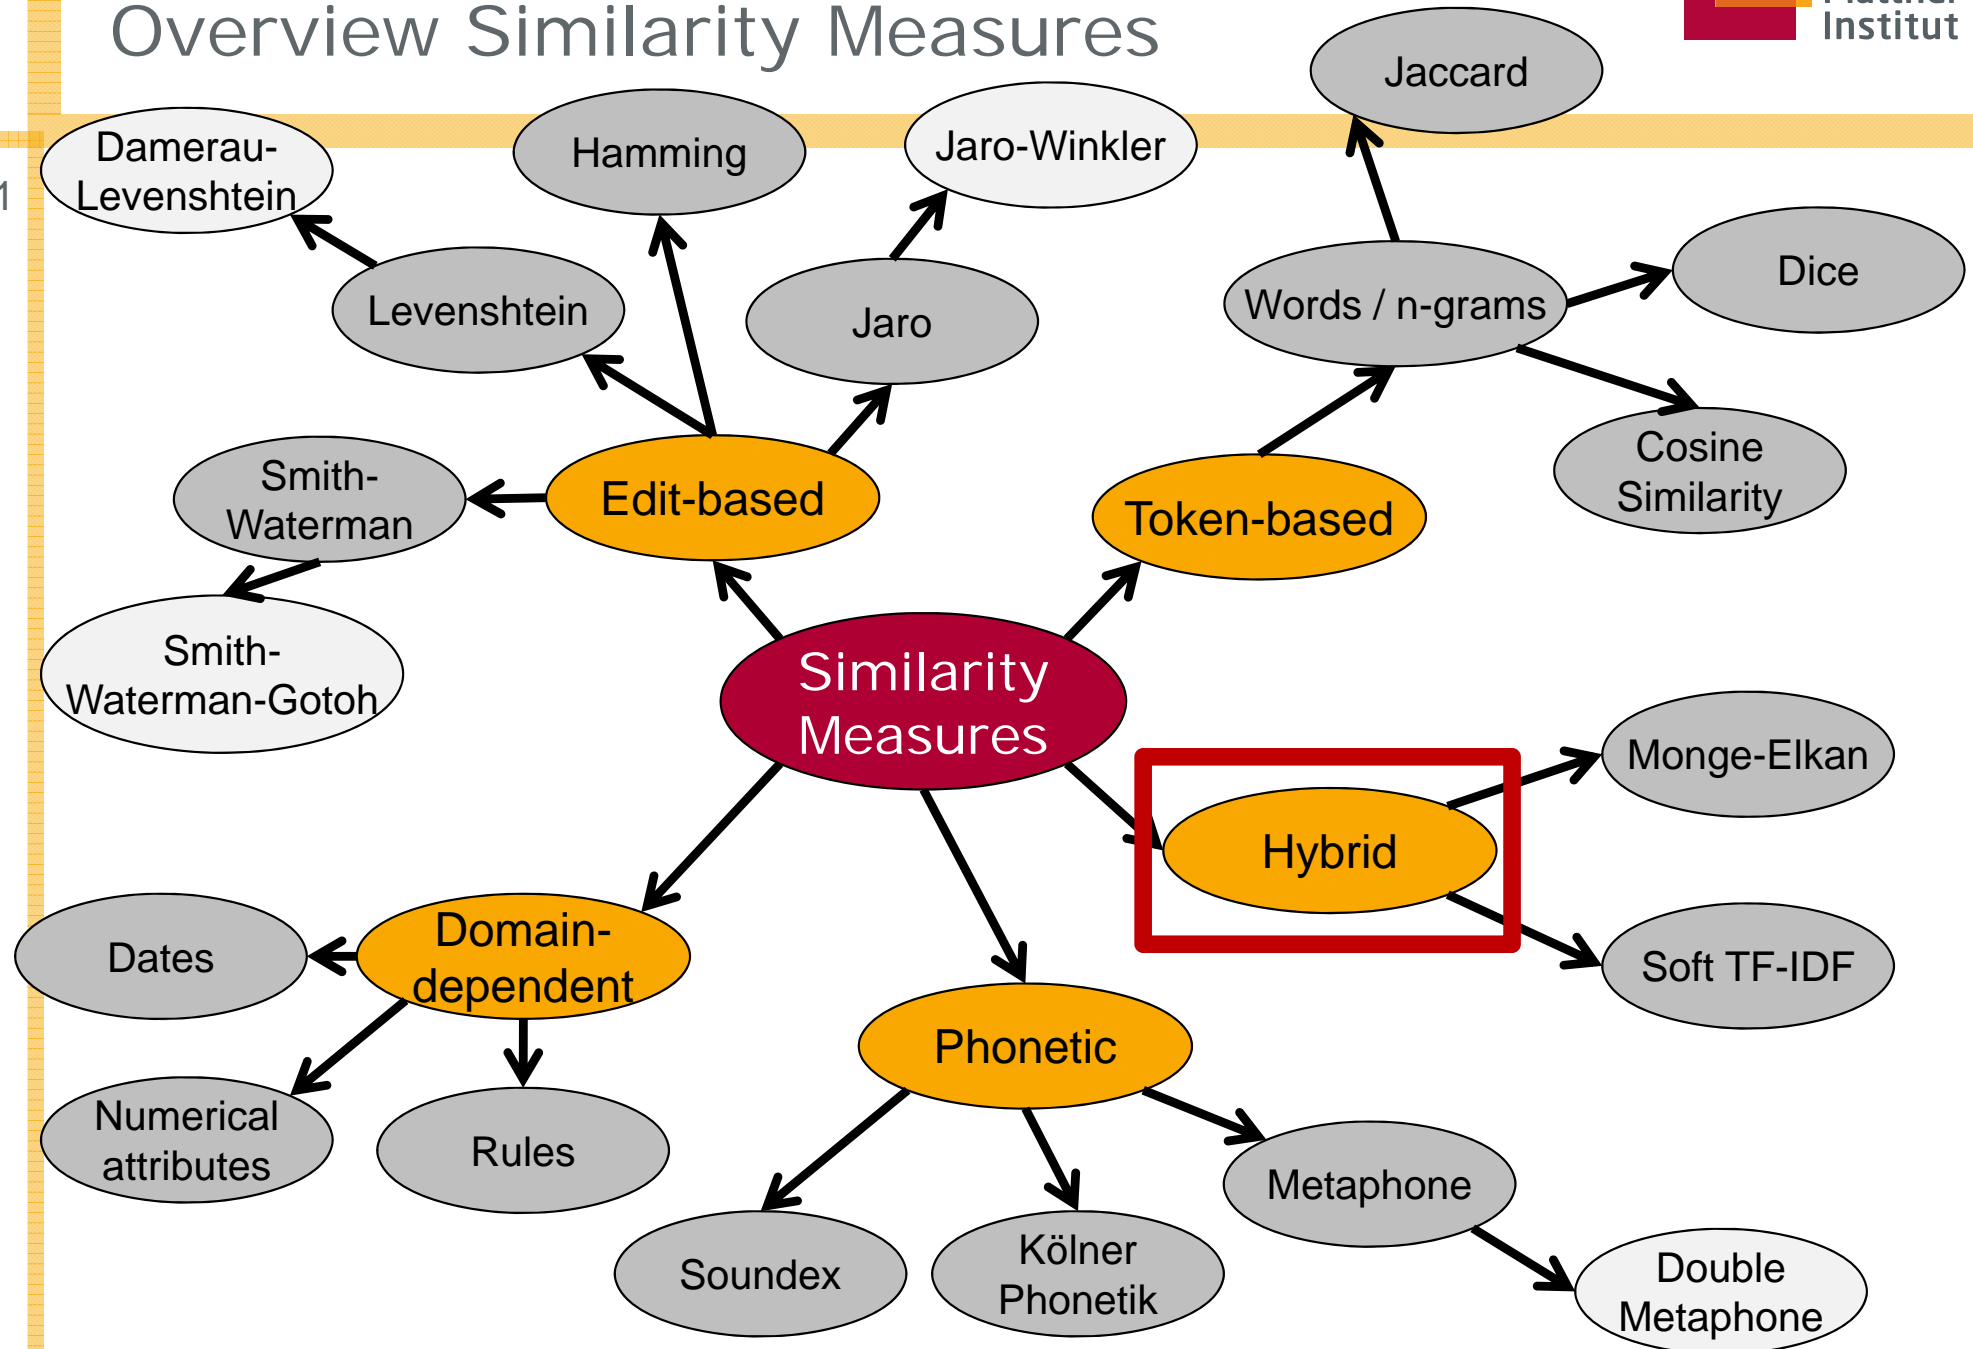 Overview Similarity Measures
Institut
Jaccard
Damerau-
Levenshtein
Hamming
Jaro-Winkler
1
Levenshtein
Jaro
Words / n-grams
Dice
Smith-
Waterman
Edit-based
Token-based
Cosine
Similarity
Smith-
Waterman-Gotoh
Similarity
Measures
Monge-Elkan
Hybrid
Dates
Domain-
dependent
Soft TF-IDF
Phonetic
Numerical
attributes
Rules
Metaphone
Soundex
Kölner
Phonetik
Double
Metaphone